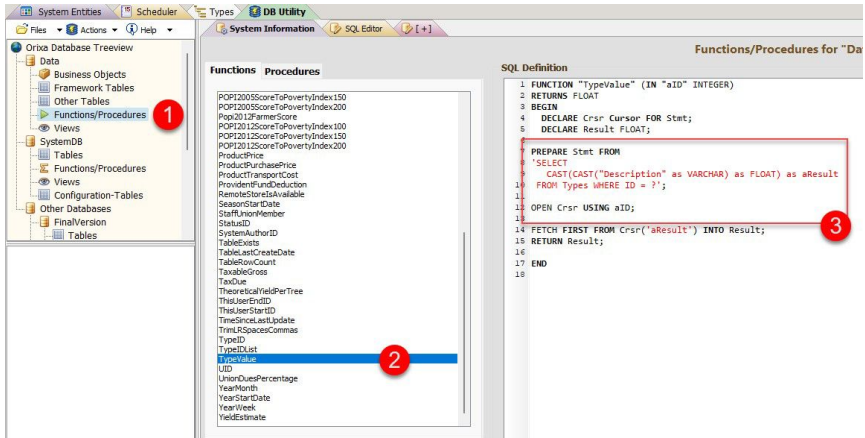 System Entities
Scheduler
Types
DB Utility
Files
Actions
Help
System Information
SQL Editor
[ + ]
Orixa Database Treeview
Data
Business Objects
Framework Tables
Other Tables
Functions/Procedures
Views
SystemDB
Tables
Functions/Procedures
Views
Configuration-Tables
Other Databases
FinalVersion
Tables
1
Functions
Procedures
POPI2005ScoreToPovertyIndex150
POPI2005ScoreToPovertyIndex200
Popi2012FarmerScore
POPI2012ScoreToPovertyIndex100
POPI2012ScoreToPovertyIndex150
POPI2012ScoreToPovertyIndex200
ProductPrice
ProductPurchasePrice
ProductTransportCost
ProvidentFundDeduction
RemoteStoreIsAvailable
SeasonStartDate
StaffUnionMember
StatusID
SystemAuthorID
TableExists
TableLastCreateDate
TableRowCount
TaxableGross
TaxDue
TheoreticalYieldPerTree
ThisUserEndID
ThisUserStartID
TimeSinceLastUpdate
TrimLRSpacesCommas
TypeID
TypeIDList
TypeValue
UID
UnionDuesPercentage
YearMonth
YearStartDate
YearWeek
YieldEstimate
2
Functions/Procedures for "Da
SQL Definition
1 FUNCTION "TypeValue" (IN "aID" INTEGER)
2 RETURNS FLOAT
3 BEGIN
4 DECLARE Crsr Cursor FOR Stmt;
5 DECLARE Result FLOAT;
6
7 PREPARE Stmt FROM
8 'SELECT
9 CAST(CAST("Description" as VARCHAR) as FLOAT) as aResult
10 FROM Types WHERE ID = ?';
11
12 OPEN Crsr USING aID;
13
14 FETCH FIRST FROM Crsr('aResult') INTO Result;
15 RETURN Result;
16
17 END
18
3